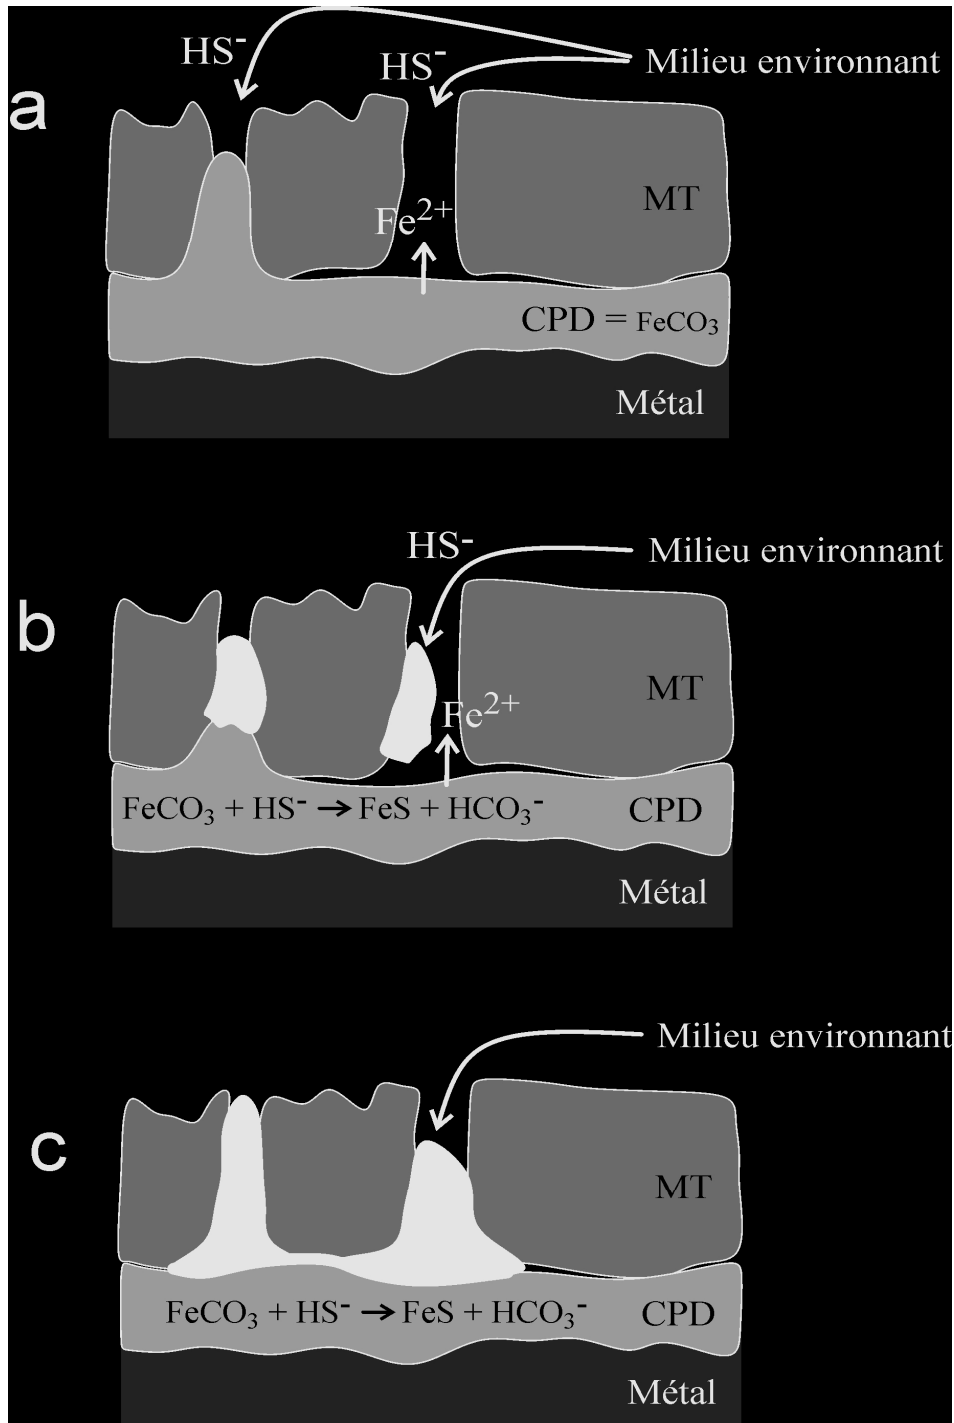 a
HS⁻
HS⁻
Milieu environnant
MT
Fe²⁺
CPD = FeCO₃
Métal
b
HS⁻
Milieu environnant
MT
Fe²⁺
FeCO₃ + HS⁻ → FeS + HCO₃⁻
CPD
Métal
c
Milieu environnant
MT
FeCO₃ + HS⁻ → FeS + HCO₃⁻
CPD
Métal